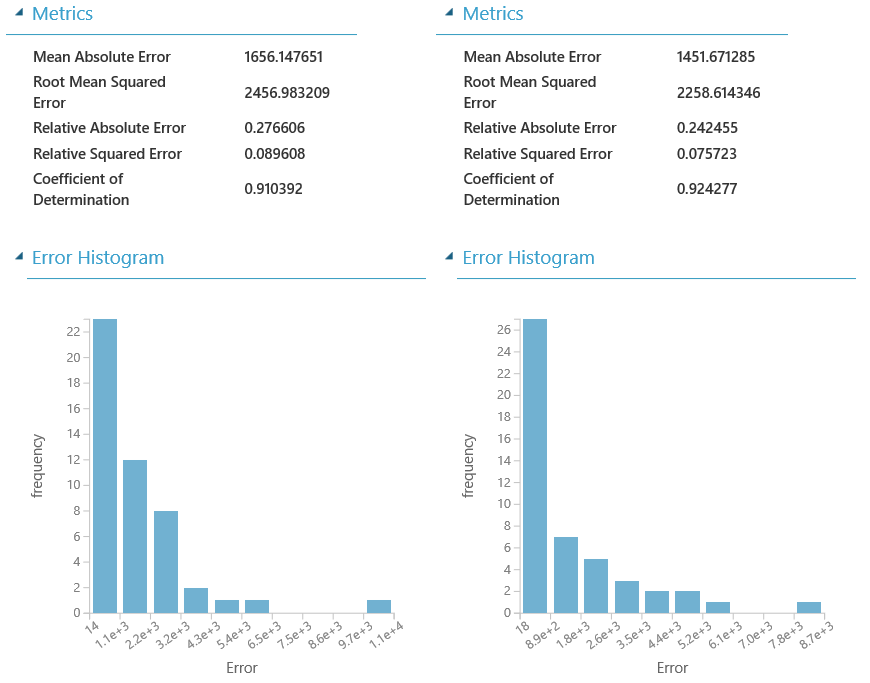 Metrics
Mean Absolute Error 1656.147651
Root Mean Squared
Error 2456.983209
Relative Absolute Error 0.276606
Relative Squared Error 0.089608
Coefficient of
Determination 0.910392
Error Histogram
22
20
18
16
14
12
10
8
6
4
2
0
frequency
14 1.1e+3 2.2e+3 3.2e+3 4.3e+3 5.4e+3 6.5e+3 7.5e+3 8.6e+3 9.7e+3 1.1e+4
Error
Metrics
Mean Absolute Error 1451.671285
Root Mean Squared
Error 2258.614346
Relative Absolute Error 0.242455
Relative Squared Error 0.075723
Coefficient of
Determination 0.924277
Error Histogram
26
24
22
20
18
16
14
12
10
8
6
4
2
0
frequency
18 8.9e+2 1.8e+3 2.6e+3 3.5e+3 4.4e+3 5.2e+3 6.1e+3 7.0e+3 7.8e+3 8.7e+3
Error